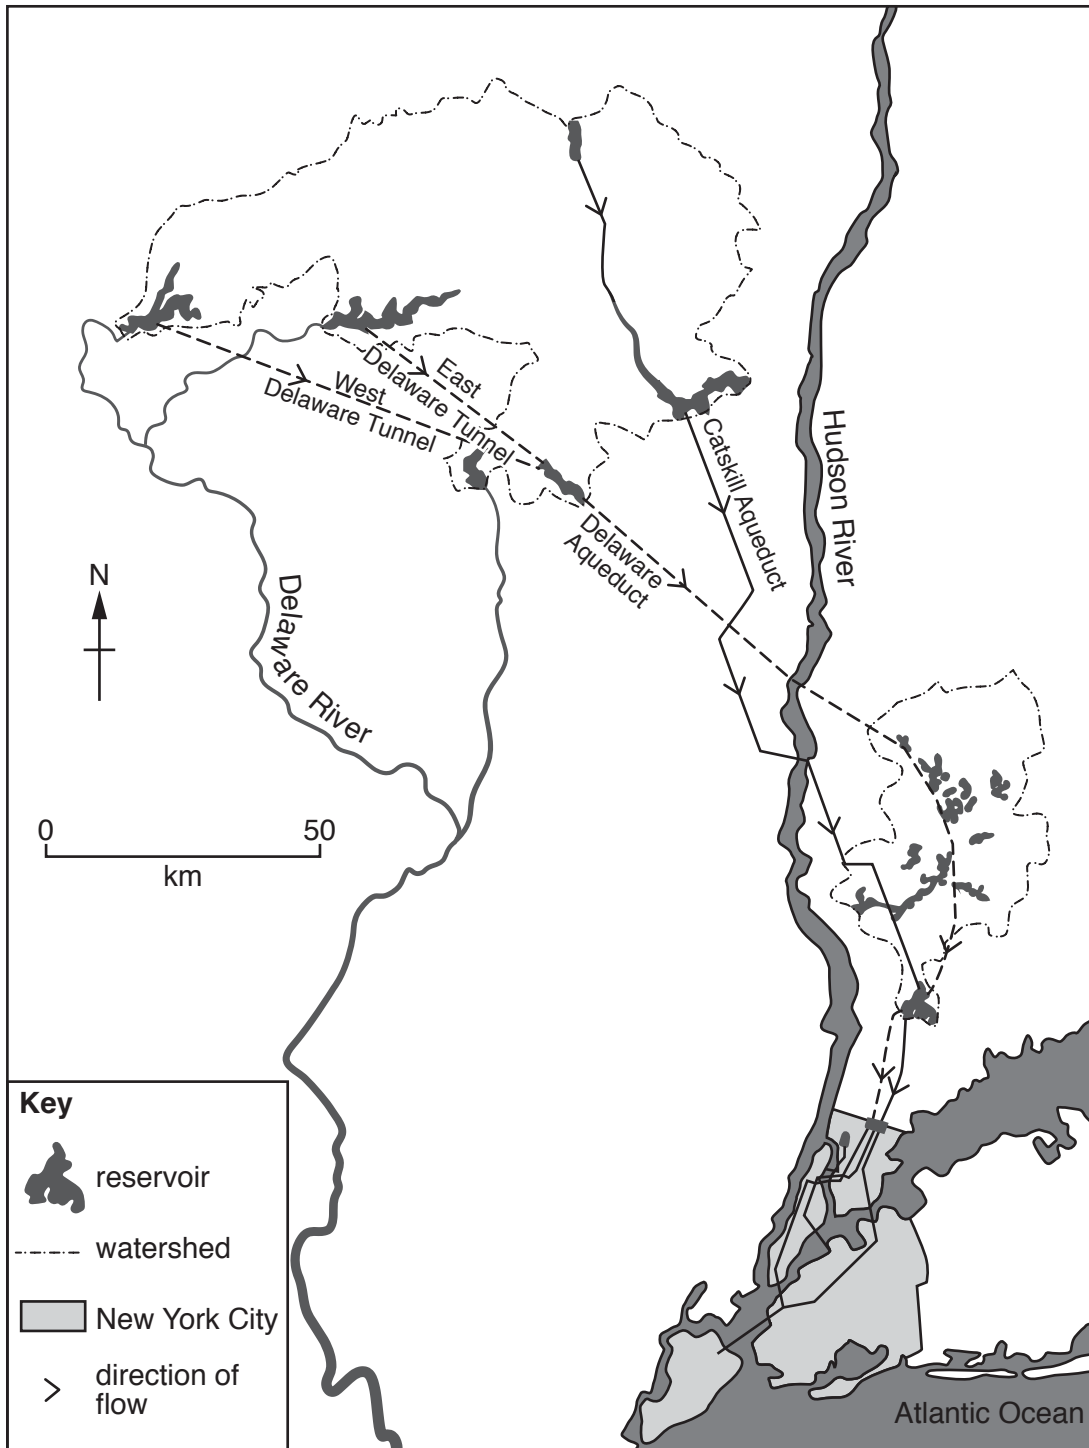 East
Delaware Tunnel
West
Delaware Tunnel
Catskill Aqueduct
Hudson River
Delaware
Aqueduct
N
Delaware River
0 50
km
Key
reservoir
watershed
New York City
direction of
flow
Atlantic Ocean